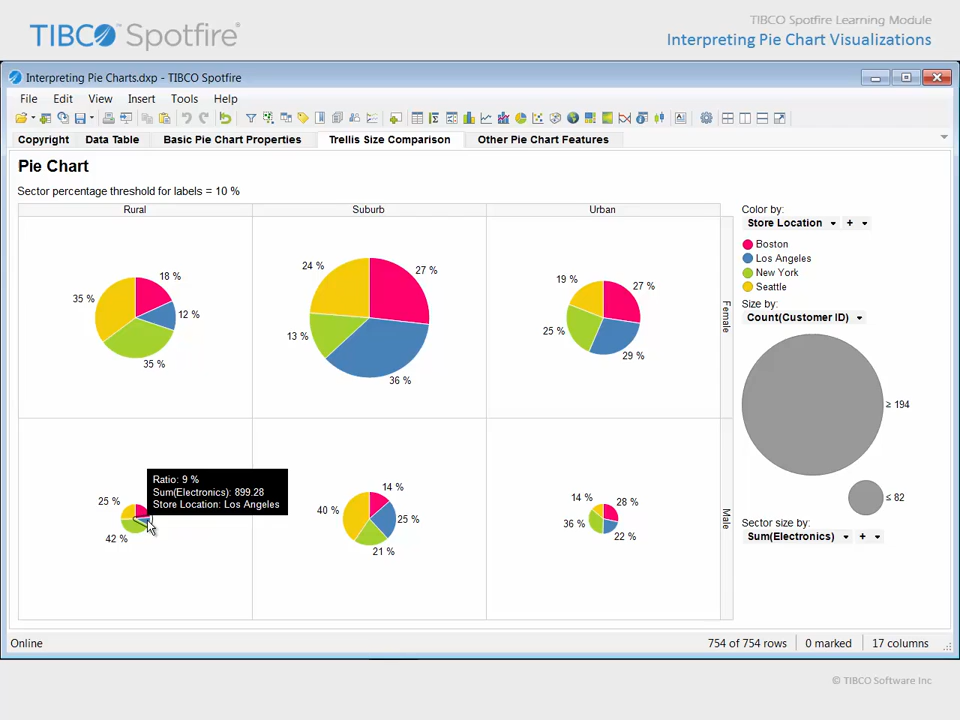 TIBCO Spotfire Learning Module
TIBCO™ Spotfire®
Interpreting Pie Chart Visualizations
Interpreting Pie Charts.dxp - TIBCO Spotfire
File Edit View Insert Tools Help
Copyright Data Table Basic Pie Chart Properties Trellis Size Comparison Other Pie Chart Features
Pie Chart
Sector percentage threshold for labels = 10 %
Rural Suburb Urban
Female
18 %
12 %
35 %
35 %
27 %
36 %
13 %
24 %
27 %
29 %
25 %
19 %
Male
25 %
42 %
Ratio: 9 %
Sum(Electronics): 899.28
Store Location: Los Angeles
14 %
25 %
21 %
40 %
28 %
22 %
36 %
14 %
Color by:
Store Location +
Boston
Los Angeles
New York
Seattle
Size by:
Count(Customer ID)
≥ 194
≤ 82
Sector size by:
Sum(Electronics) +
Online 754 of 754 rows 0 marked 17 columns
© TIBCO Software Inc